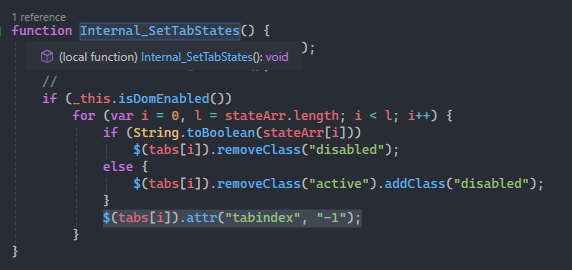 1 reference
function Internal_SetTabStates() {
);
(local function) Internal_SetTabStates(): void
//
if (_this.isDomEnabled())
for (var i = 0, l = stateArr.length; i < l; i++) {
if (String.toBoolean(stateArr[i]))
$(tabs[i]).removeClass("disabled");
else {
$(tabs[i]).removeClass("active").addClass("disabled");
}
$(tabs[i]).attr("tabindex", "-1");
}
}